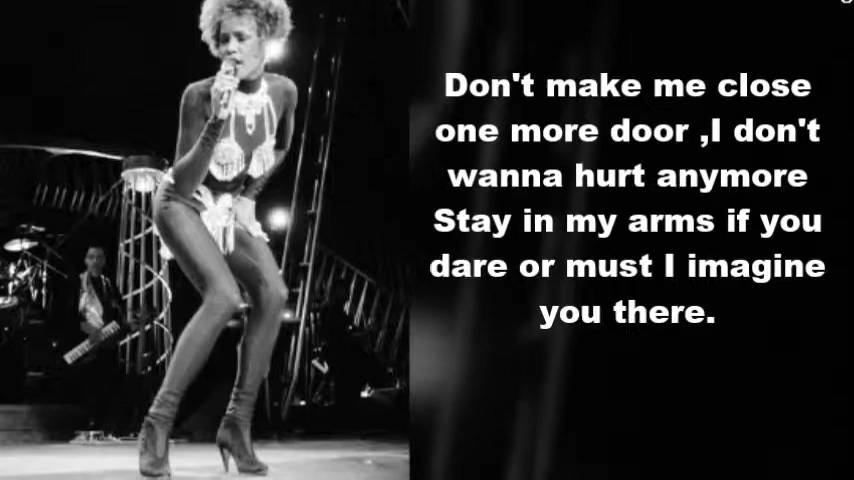 Don't make me close
one more door ,I don't
wanna hurt anymore
Stay in my arms if you
dare or must I imagine
you there.